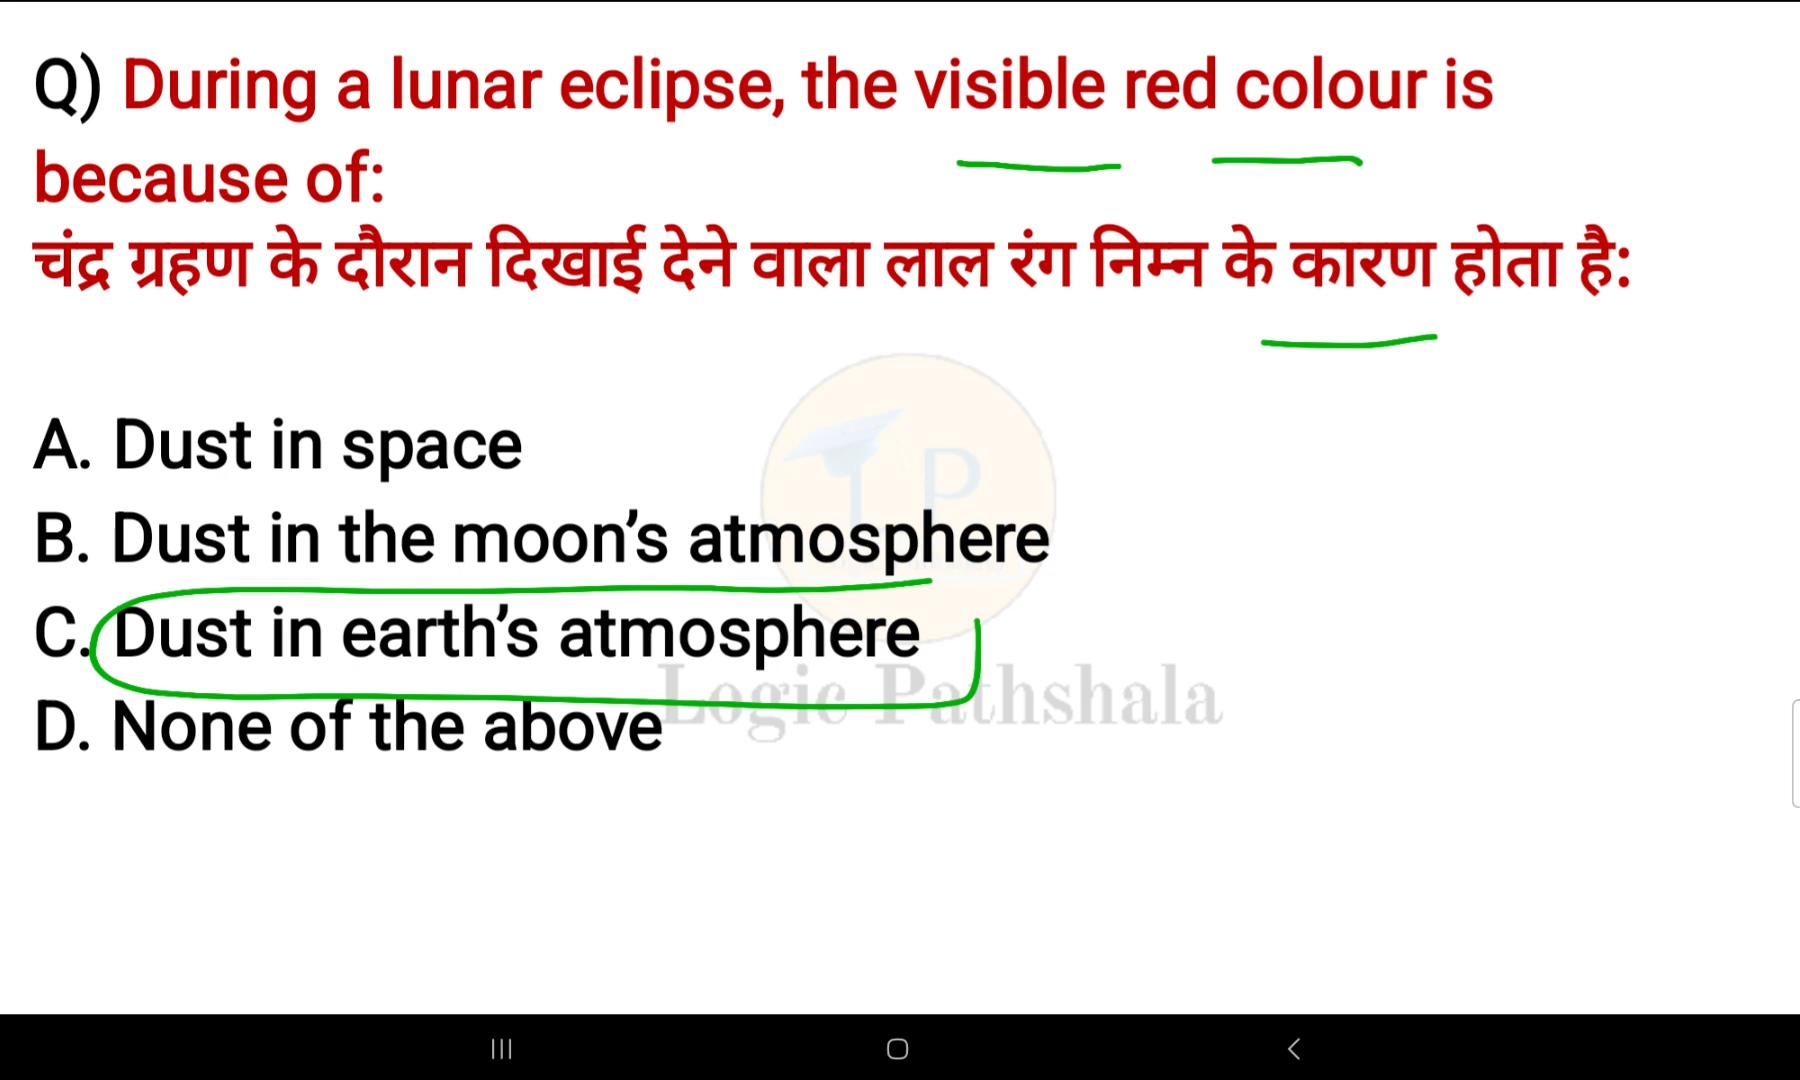 Q) During a lunar eclipse, the visible red colour is
because of:
चंद्र ग्रहण के दौरान दिखाई देने वाला लाल रंग निम्न के कारण होता है:
A. Dust in space
B. Dust in the moon’s atmosphere
C. Dust in earth’s atmosphere
D. None of the above
P
Logic Pathshala